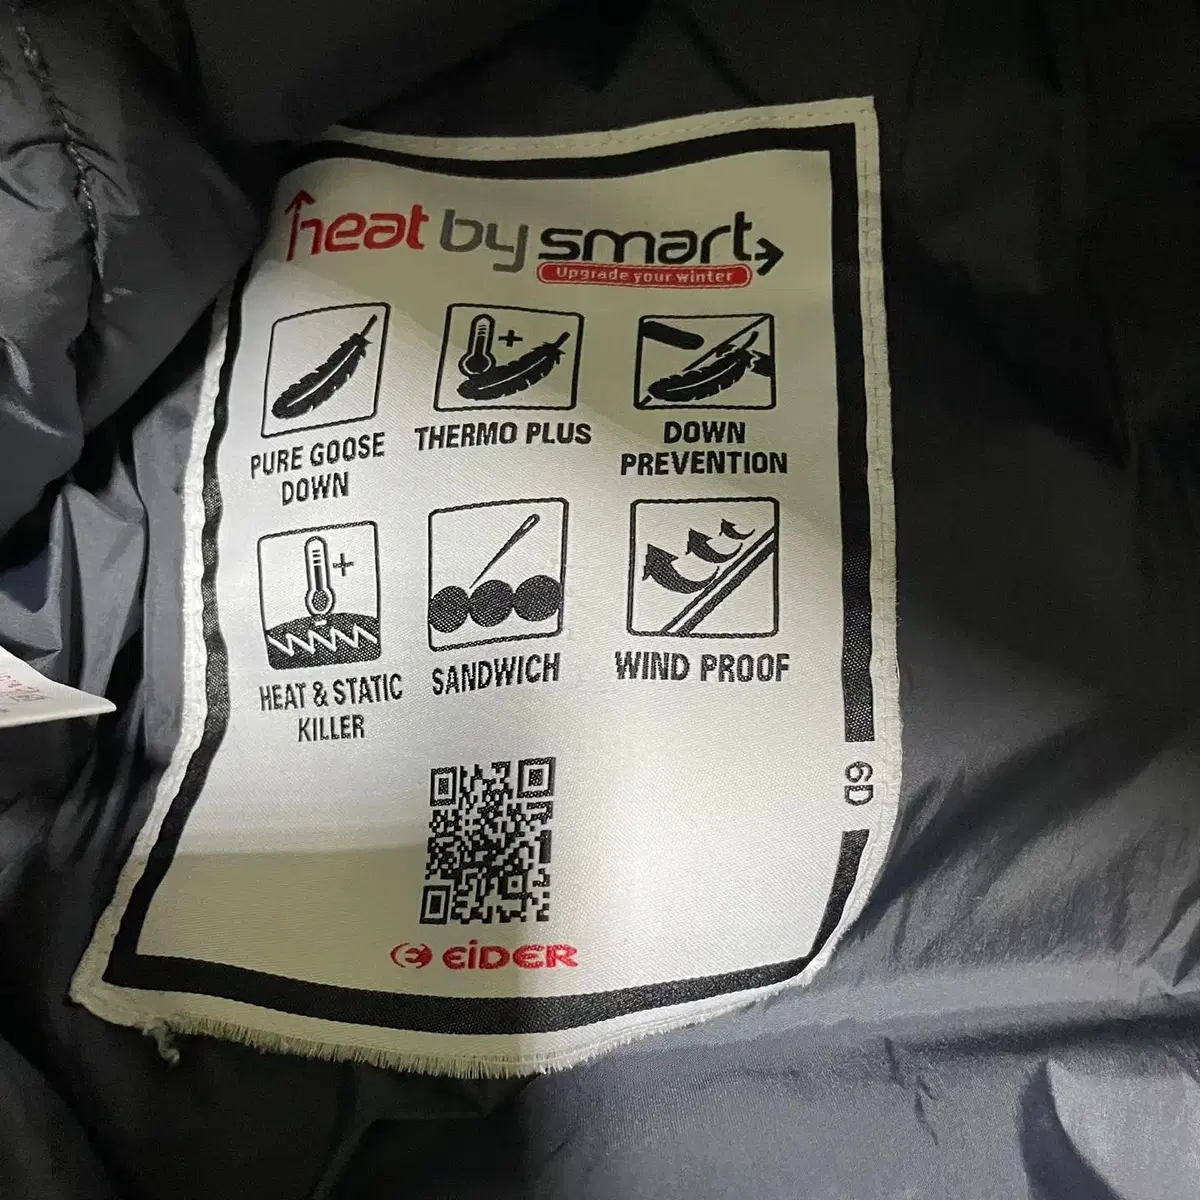 heat by smart
Upgrade your winter
PURE GOOSE
DOWN
THERMO PLUS
DOWN
PREVENTION
HEAT & STATIC
KILLER
SANDWICH
WIND PROOF
6D
EiDER